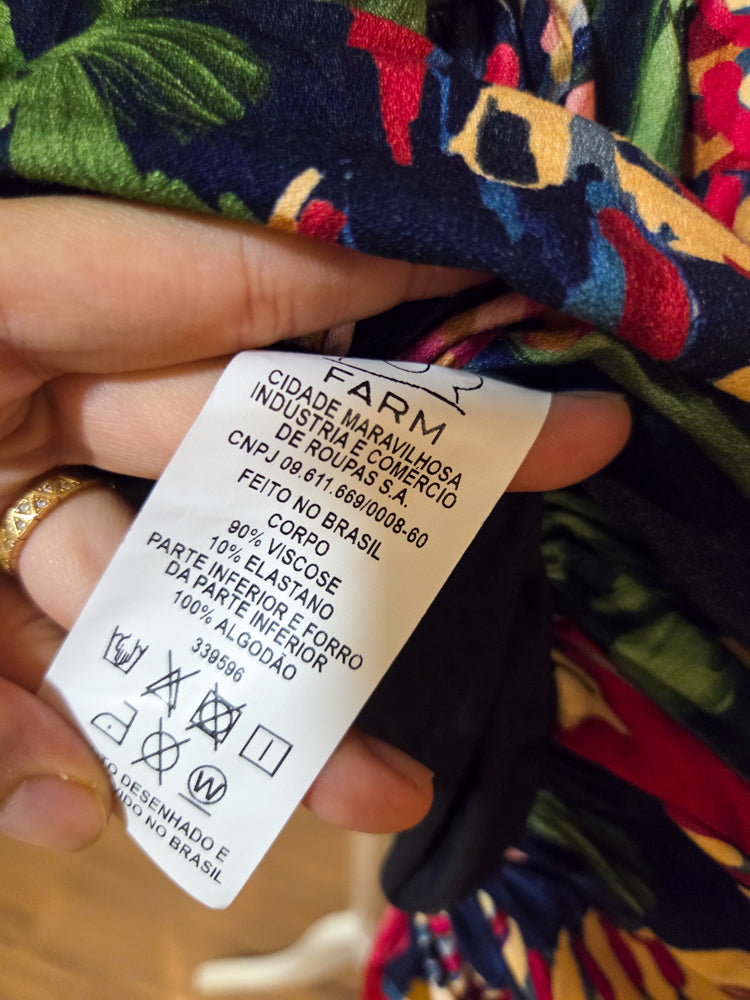 FARM
CIDADE MARAVILHOSA
INDUSTRIA E COMÉRCIO
DE ROUPAS S.A.
CNPJ 09.611.669/0008-60
FEITO NO BRASIL
CORPO
90% VISCOSE
10% ELASTANO
PARTE INFERIOR E FORRO
DA PARTE INFERIOR
100% ALGODÃO
339596
W
DESENHADO E
NO BRASIL